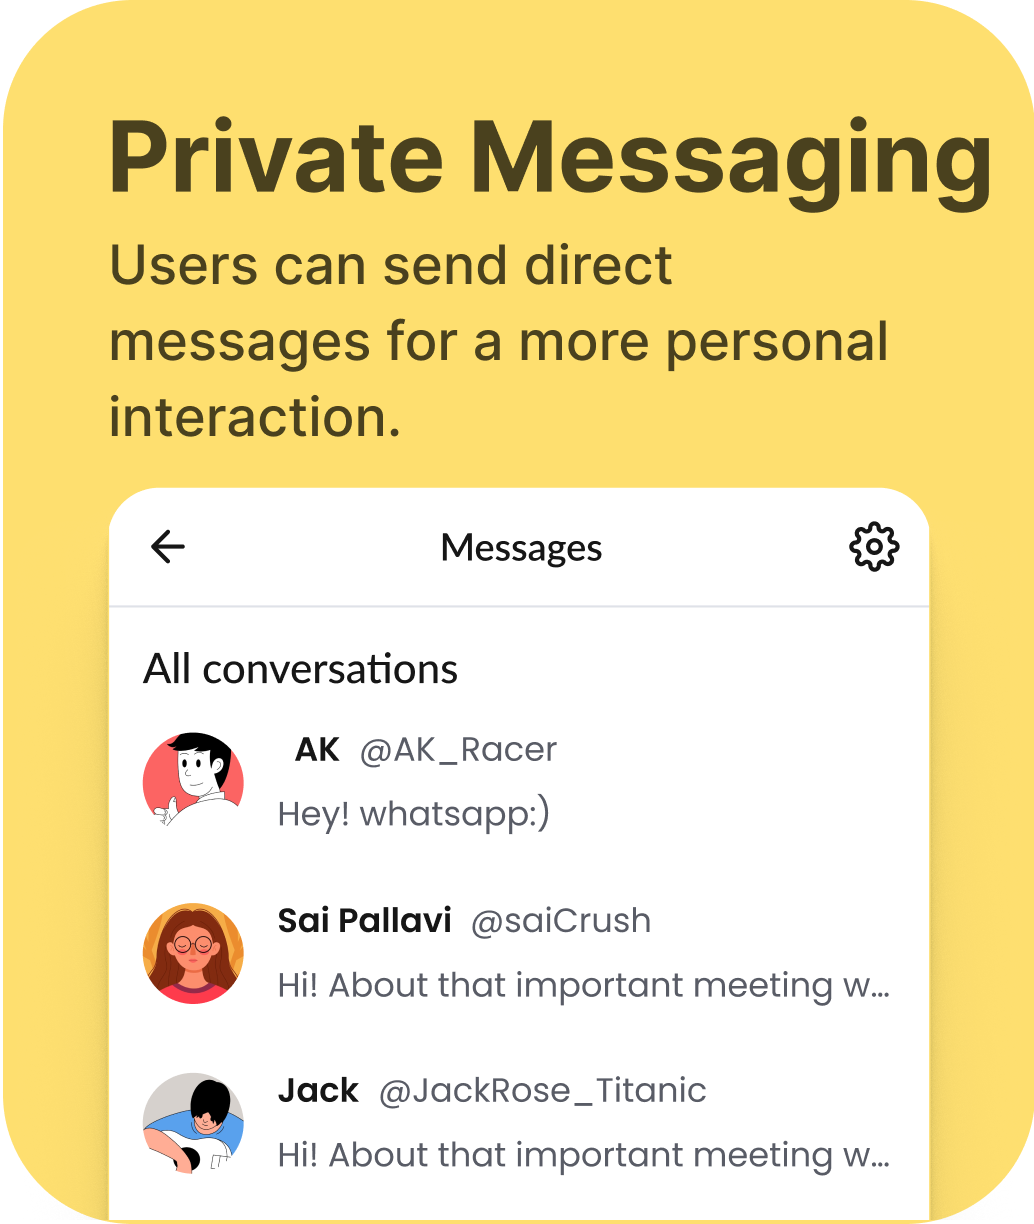 Private Messaging
Users can send direct
messages for a more personal
interaction.
Messages
All conversations
AK @AK_Racer
Hey! whatsapp:)
Sai Pallavi @saiCrush
Hi! About that important meeting w...
Jack @JackRose_Titanic
Hi! About that important meeting w...